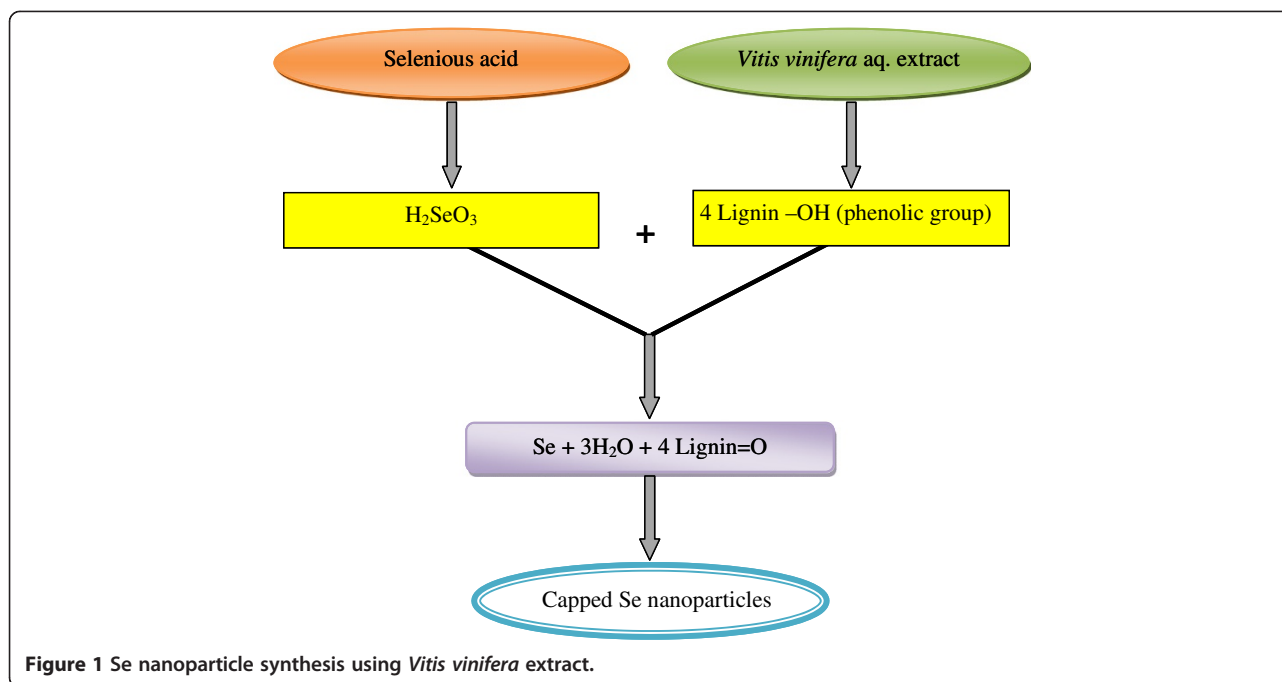 Selenious acid
Vitis vinifera aq. extract
H₂SeO₃
+
4 Lignin –OH (phenolic group)
Se + 3H₂O + 4 Lignin=O
Capped Se nanoparticles
Figure 1 Se nanoparticle synthesis using Vitis vinifera extract.